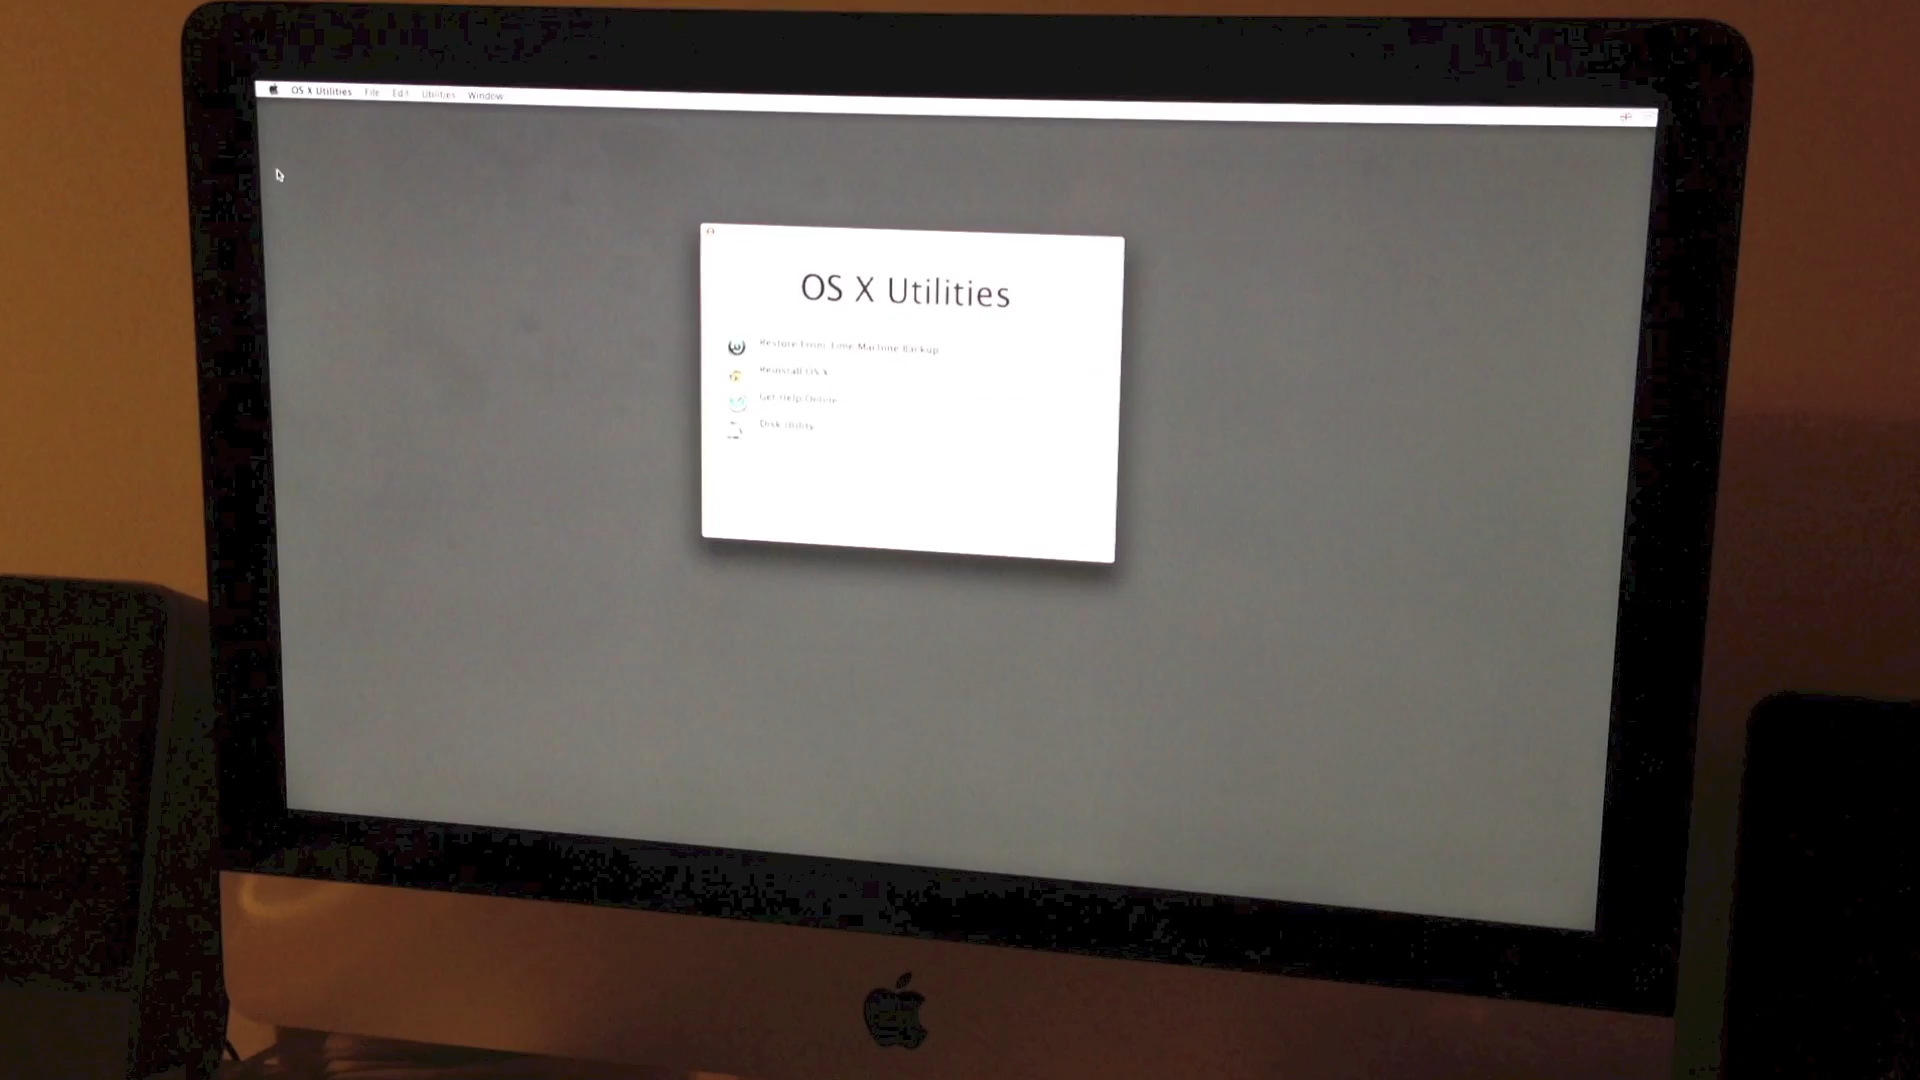 OS X Utilities File Edit Utilities Window
OS X Utilities
Restore From Time Machine Backup
Reinstall OS X
Get Help Online
Disk Utility